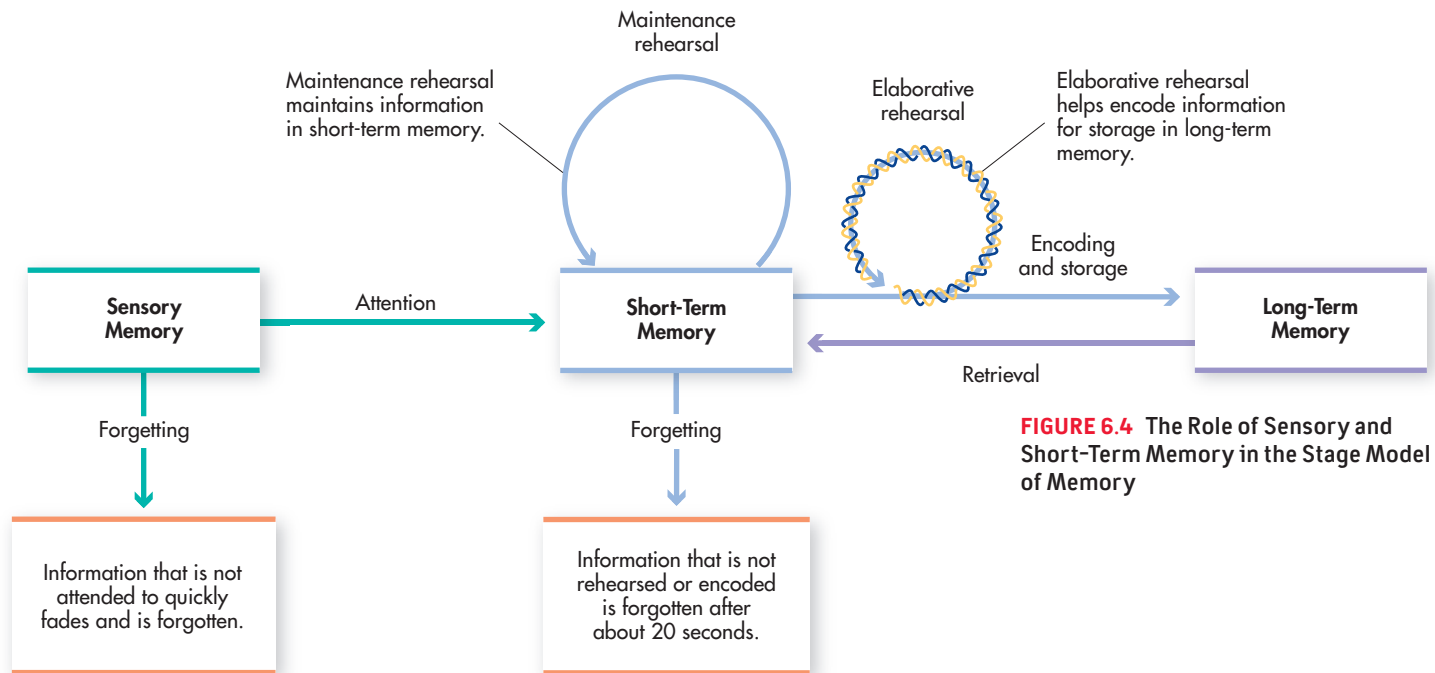 Maintenance
rehearsal
Maintenance rehearsal
maintains information
in short-term memory.
Elaborative
rehearsal
Elaborative rehearsal
helps encode information
for storage in long-term
memory.
Sensory
Memory
Attention
Short-Term
Memory
Encoding
and storage
Long-Term
Memory
Retrieval
Forgetting
Forgetting
FIGURE 6.4 The Role of Sensory and
Short-Term Memory in the Stage Model
of Memory
Information that is not
attended to quickly
fades and is forgotten.
Information that is not
rehearsed or encoded
is forgotten after
about 20 seconds.